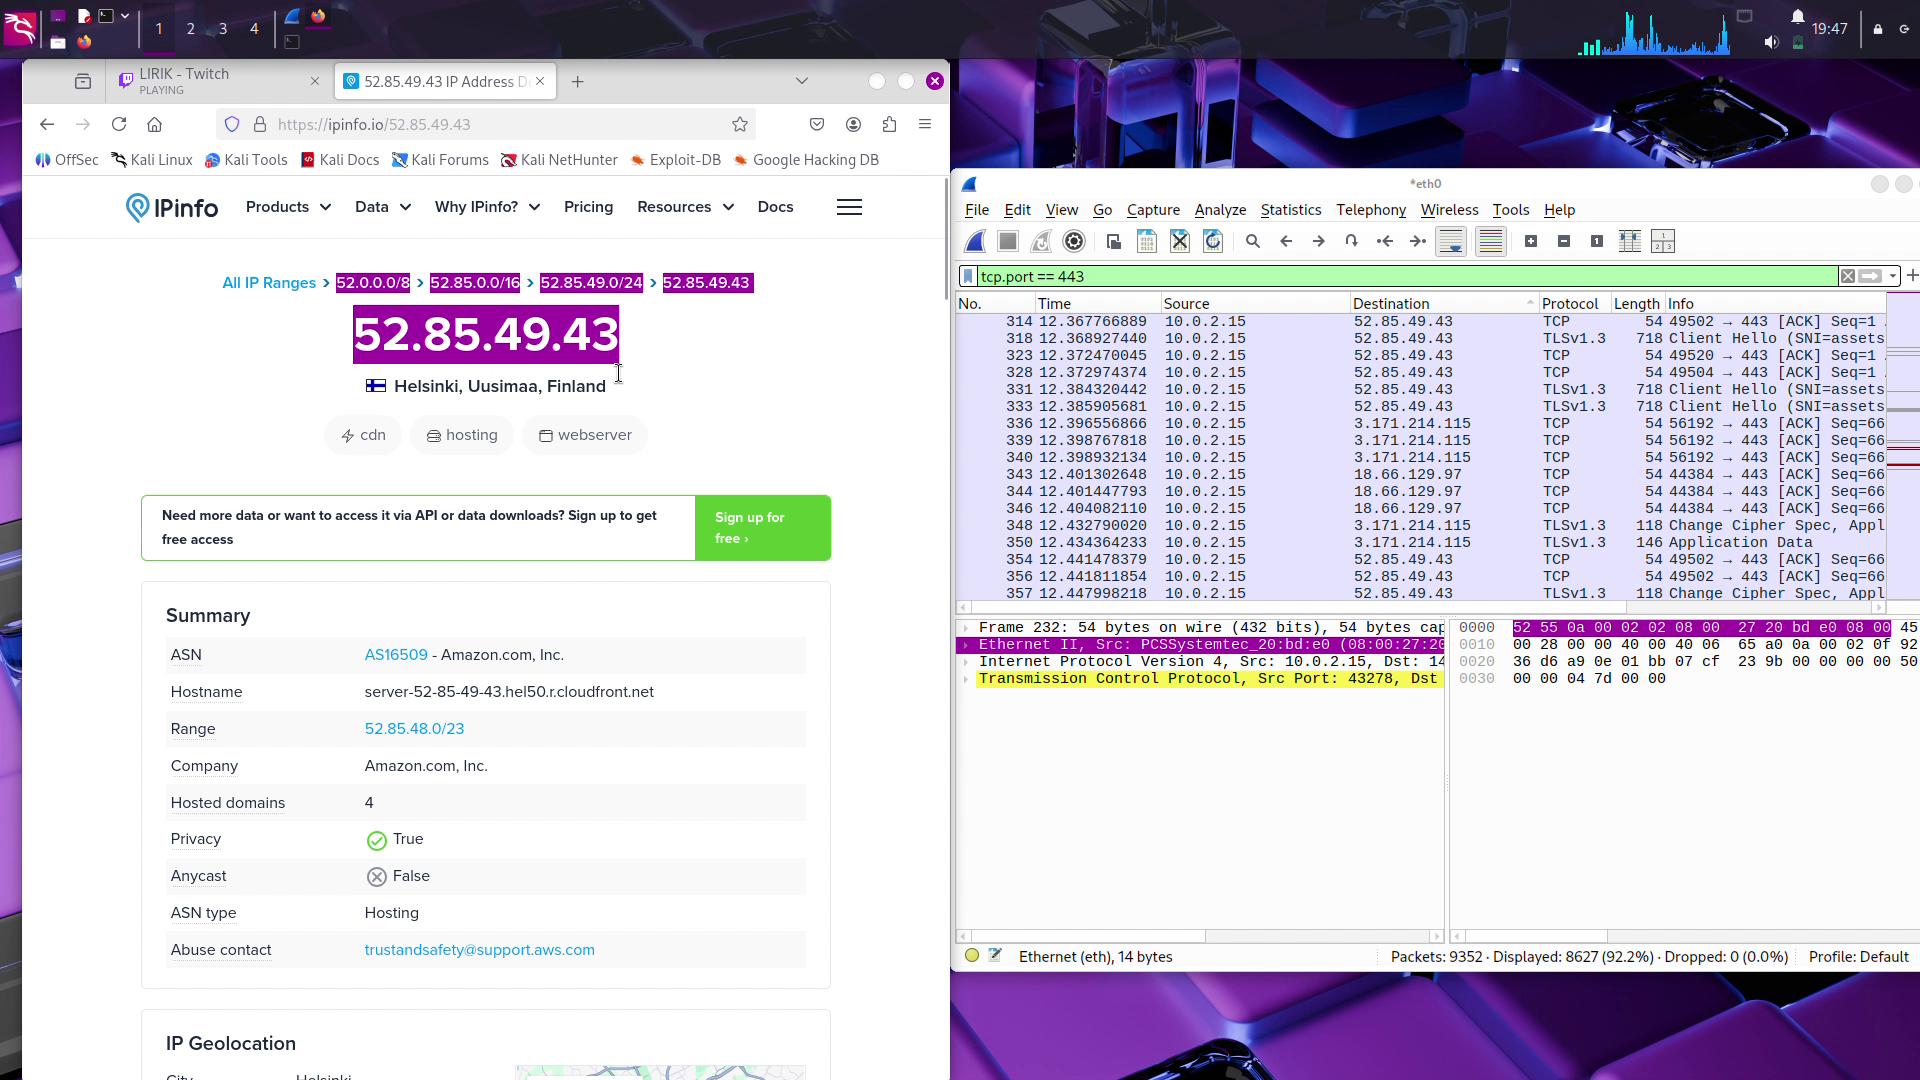 1 2 3 4
19:47
LIRIK - Twitch
PLAYING
52.85.49.43 IP Address D
https://ipinfo.io/52.85.49.43
OffSec Kali Linux Kali Tools Kali Docs Kali Forums Kali NetHunter Exploit-DB Google Hacking DB
IPinfo Products Data Why IPinfo? Pricing Resources Docs
All IP Ranges > 52.0.0.0/8 > 52.85.0.0/16 > 52.85.49.0/24 > 52.85.49.43
52.85.49.43
Helsinki, Uusimaa, Finland
cdn hosting webserver
Need more data or want to access it via API or data downloads? Sign up to get
free access
Sign up for
free ›
Summary
ASN AS16509 - Amazon.com, Inc.
Hostname server-52-85-49-43.hel50.r.cloudfront.net
Range 52.85.48.0/23
Company Amazon.com, Inc.
Hosted domains 4
Privacy True
Anycast False
ASN type Hosting
Abuse contact trustandsafety@support.aws.com
IP Geolocation
City Helsinki
*eth0
File Edit View Go Capture Analyze Statistics Telephony Wireless Tools Help
tcp.port == 443
No. Time Source Destination Protocol Length Info
314 12.367766889 10.0.2.15 52.85.49.43 TCP 54 49502 → 443 [ACK] Seq=1
318 12.368927440 10.0.2.15 52.85.49.43 TLSv1.3 718 Client Hello (SNI=assets
323 12.372470045 10.0.2.15 52.85.49.43 TCP 54 49520 → 443 [ACK] Seq=1
328 12.372974374 10.0.2.15 52.85.49.43 TCP 54 49504 → 443 [ACK] Seq=1
331 12.384320442 10.0.2.15 52.85.49.43 TLSv1.3 718 Client Hello (SNI=assets
333 12.385905681 10.0.2.15 52.85.49.43 TLSv1.3 718 Client Hello (SNI=assets
336 12.396556866 10.0.2.15 3.171.214.115 TCP 54 56192 → 443 [ACK] Seq=66
339 12.398767818 10.0.2.15 3.171.214.115 TCP 54 56192 → 443 [ACK] Seq=66
340 12.398932134 10.0.2.15 3.171.214.115 TCP 54 56192 → 443 [ACK] Seq=66
343 12.401302648 10.0.2.15 18.66.129.97 TCP 54 44384 → 443 [ACK] Seq=66
344 12.401447793 10.0.2.15 18.66.129.97 TCP 54 44384 → 443 [ACK] Seq=66
346 12.404082110 10.0.2.15 18.66.129.97 TCP 54 44384 → 443 [ACK] Seq=66
348 12.432790020 10.0.2.15 3.171.214.115 TLSv1.3 118 Change Cipher Spec, Appl
350 12.434364233 10.0.2.15 3.171.214.115 TLSv1.3 146 Application Data
354 12.441478379 10.0.2.15 52.85.49.43 TCP 54 49502 → 443 [ACK] Seq=66
356 12.441811854 10.0.2.15 52.85.49.43 TCP 54 49502 → 443 [ACK] Seq=66
357 12.447998218 10.0.2.15 52.85.49.43 TLSv1.3 118 Change Cipher Spec, Appl
Frame 232: 54 bytes on wire (432 bits), 54 bytes cap
Ethernet II, Src: PCSSystemtec_20:bd:e0 (08:00:27:20
Internet Protocol Version 4, Src: 10.0.2.15, Dst: 14
Transmission Control Protocol, Src Port: 43278, Dst
0000 52 55 0a 00 02 02 08 00 27 20 bd e0 08 00 45
0010 00 28 00 00 40 00 40 06 65 a0 0a 00 02 0f 92
0020 36 d6 a9 0e 01 bb 07 cf 23 9b 00 00 00 00 50
0030 00 00 04 7d 00 00
Ethernet (eth), 14 bytes
Packets: 9352 · Displayed: 8627 (92.2%) · Dropped: 0 (0.0%)
Profile: Default